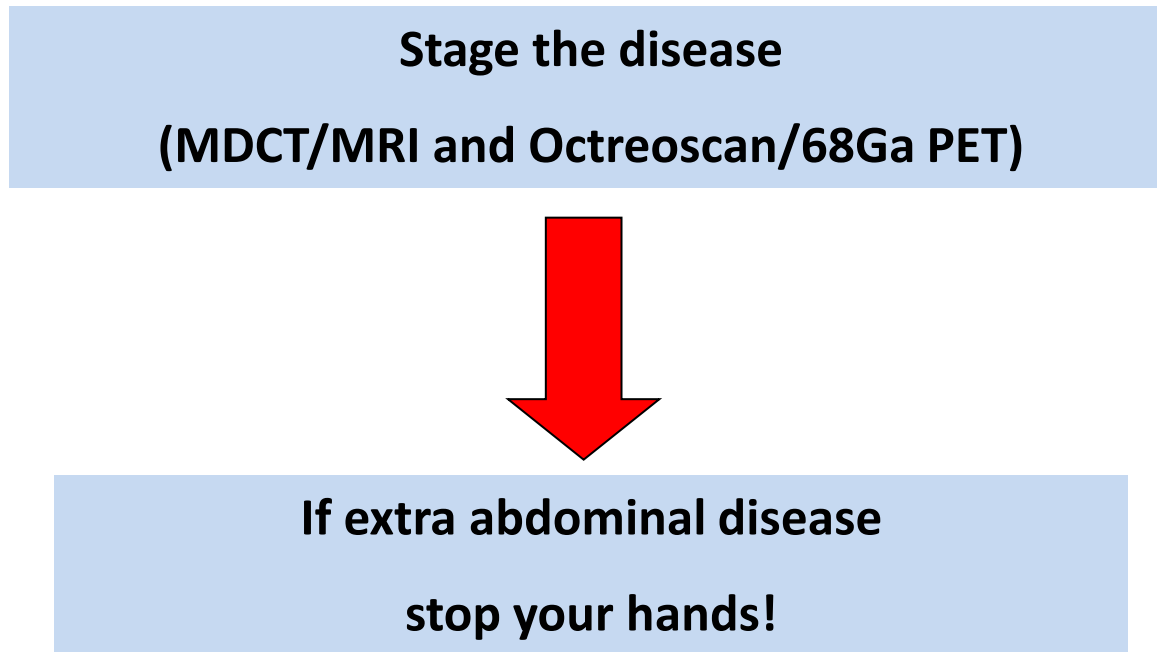 Stage the disease
(MDCT/MRI and Octreoscan/68Ga PET)
If extra abdominal disease
stop your hands!